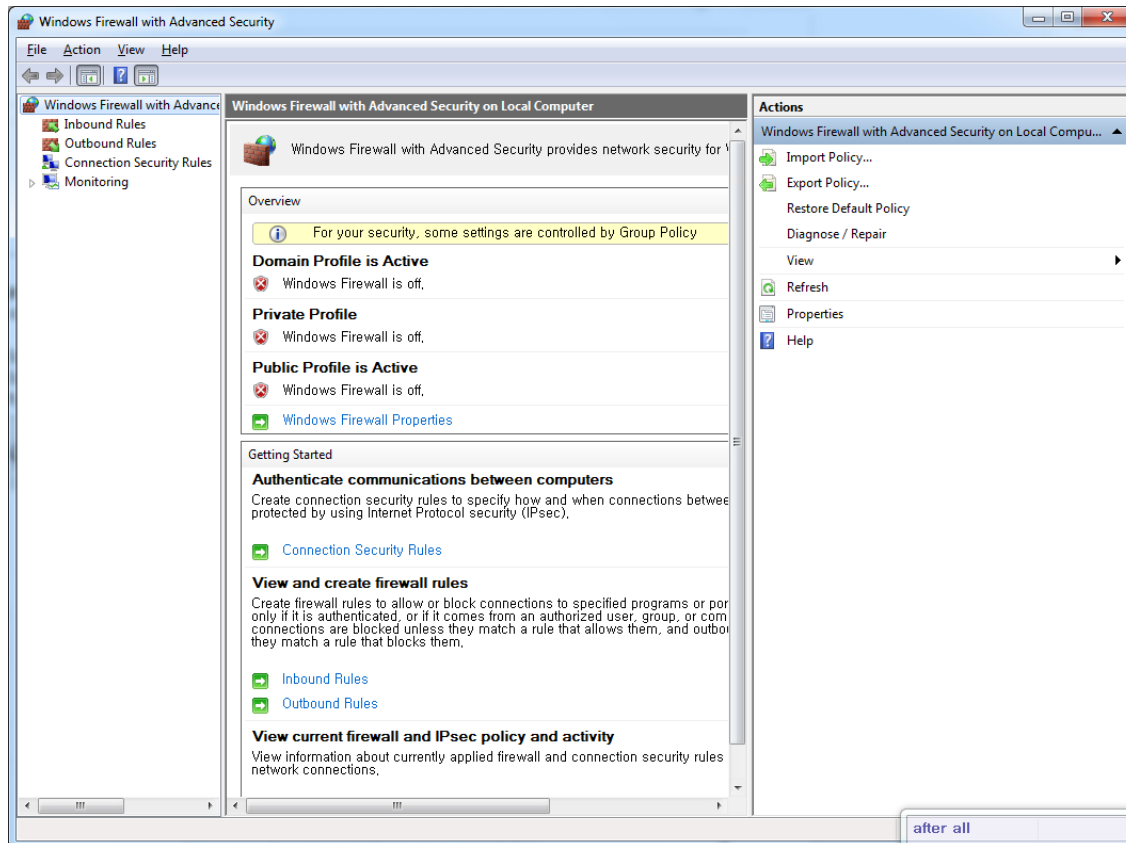 Windows Firewall with Advanced Security
File Action View Help
Windows Firewall with Advance
Inbound Rules
Outbound Rules
Connection Security Rules
Monitoring
Windows Firewall with Advanced Security on Local Computer
Windows Firewall with Advanced Security provides network security for
Overview
For your security, some settings are controlled by Group Policy
Domain Profile is Active
Windows Firewall is off.
Private Profile
Windows Firewall is off.
Public Profile is Active
Windows Firewall is off.
Windows Firewall Properties
Getting Started
Authenticate communications between computers
Create connection security rules to specify how and when connections betwee
protected by using Internet Protocol security (IPsec).
Connection Security Rules
View and create firewall rules
Create firewall rules to allow or block connections to specified programs or por
only if it is authenticated, or if it comes from an authorized user, group, or com
connections are blocked unless they match a rule that allows them, and outbou
they match a rule that blocks them.
Inbound Rules
Outbound Rules
View current firewall and IPsec policy and activity
View information about currently applied firewall and connection security rules
network connections.
Actions
Windows Firewall with Advanced Security on Local Compu...
Import Policy...
Export Policy...
Restore Default Policy
Diagnose / Repair
View
Refresh
Properties
Help
after all